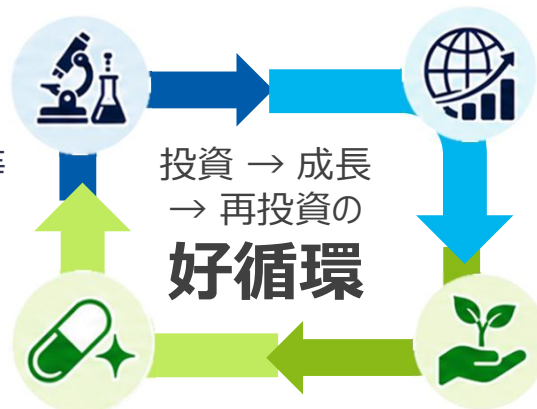 投資 → 成長
→ 再投資の
好循環